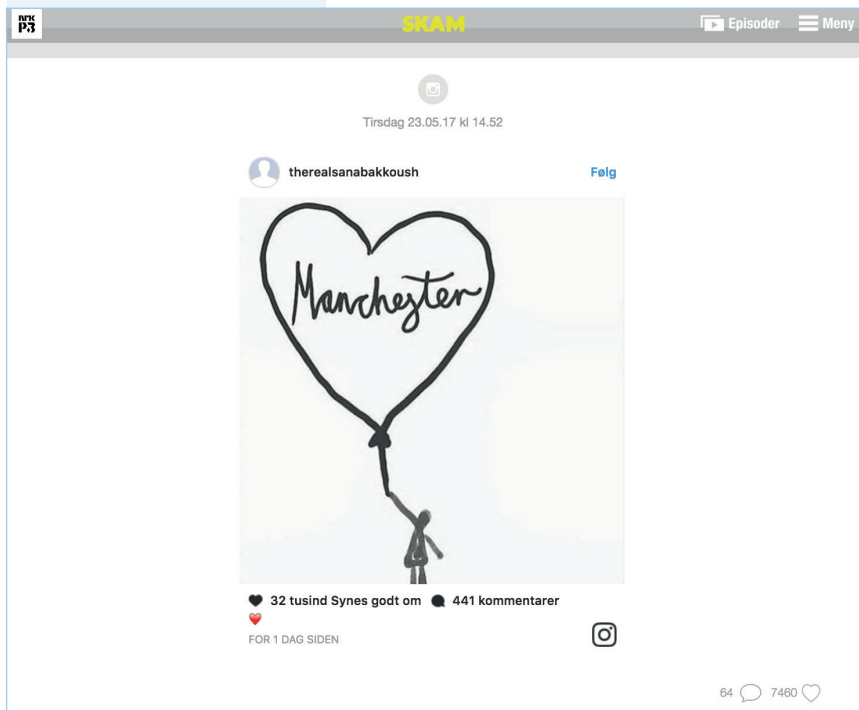 NRK
P3
SKAM
Episoder
Meny
Tirsdag 23.05.17 kl 14.52
therealsanabakkoush
Følg
Manchester
32 tusind Synes godt om 441 kommentarer
FOR 1 DAG SIDEN
64 7460